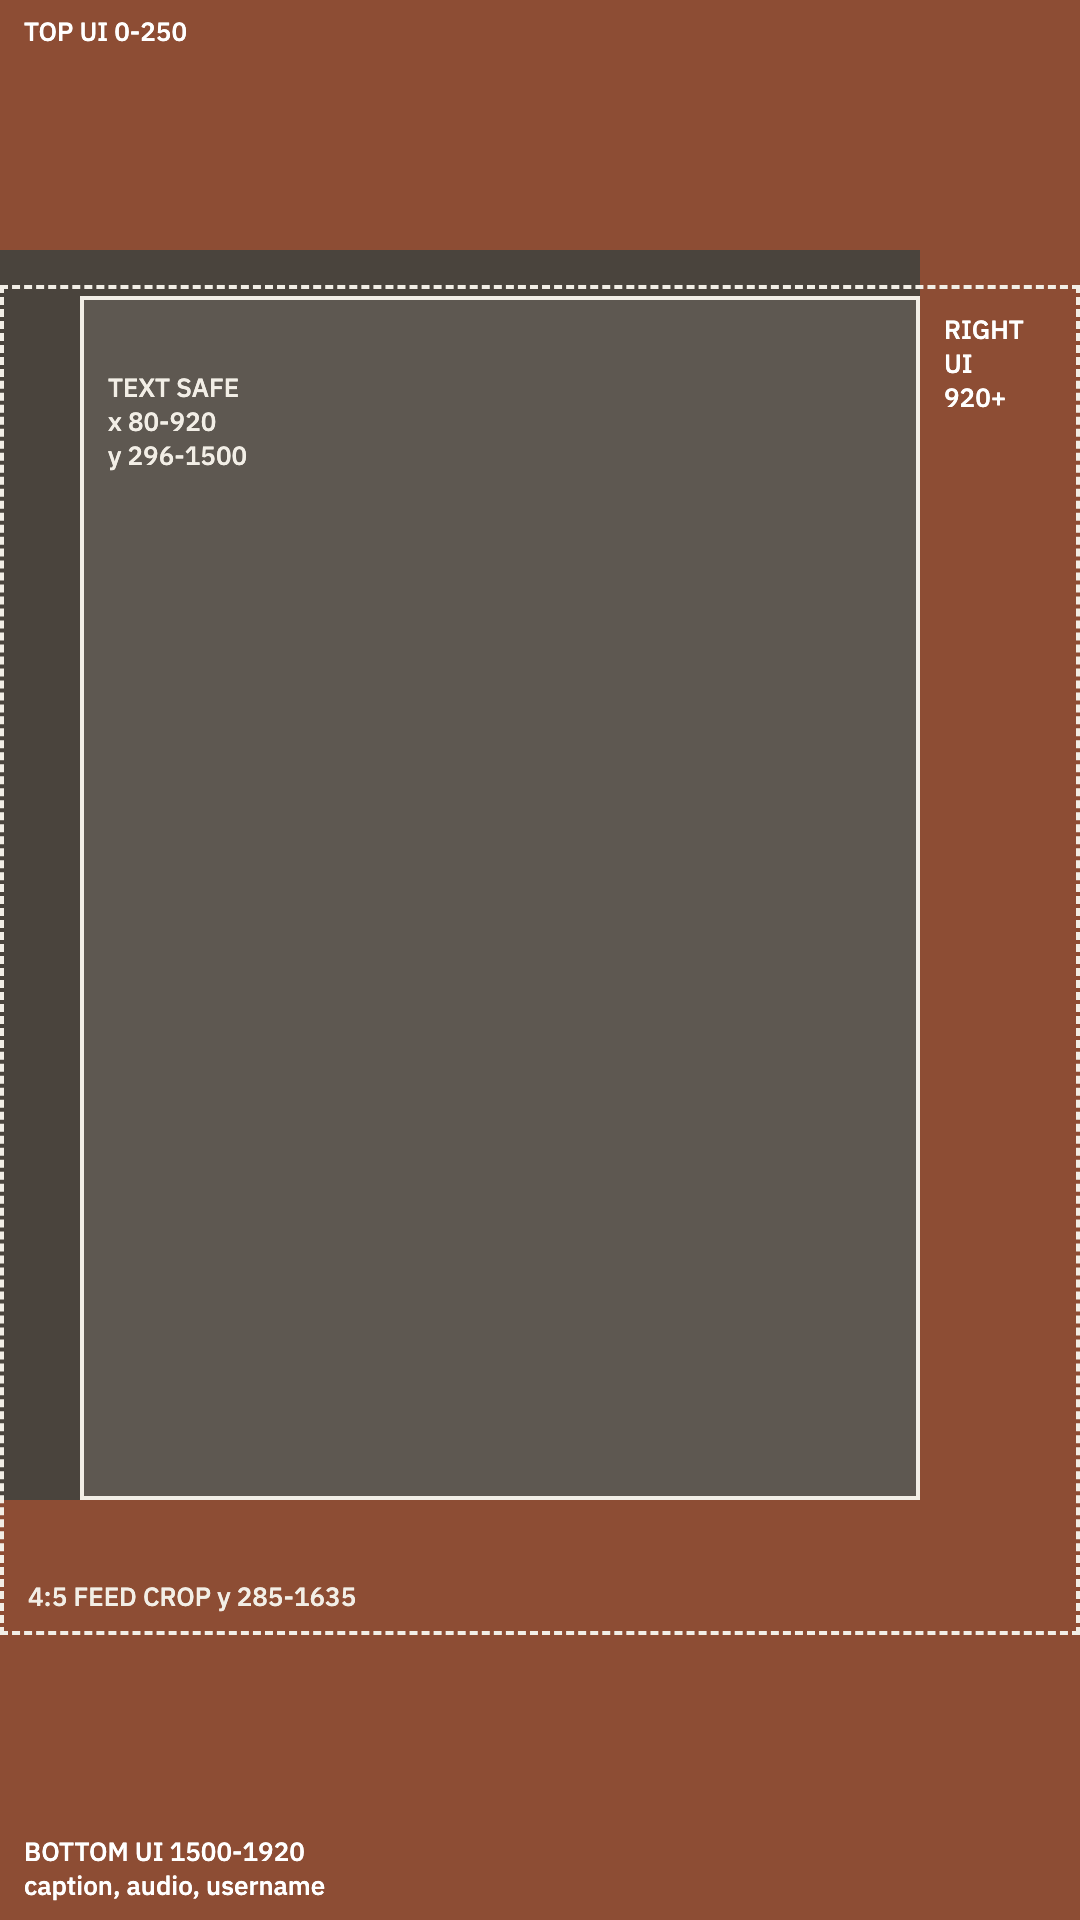 TOP UI 0-250
RIGHT
UI
920+
TEXT SAFE
x 80-920
y 296-1500
4:5 FEED CROP y 285-1635
BOTTOM UI 1500-1920
caption, audio, username